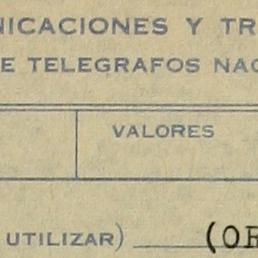 NICACIONES Y TR
E TELEGRAFOS NAC
VALORES
UTILIZAR) (OR